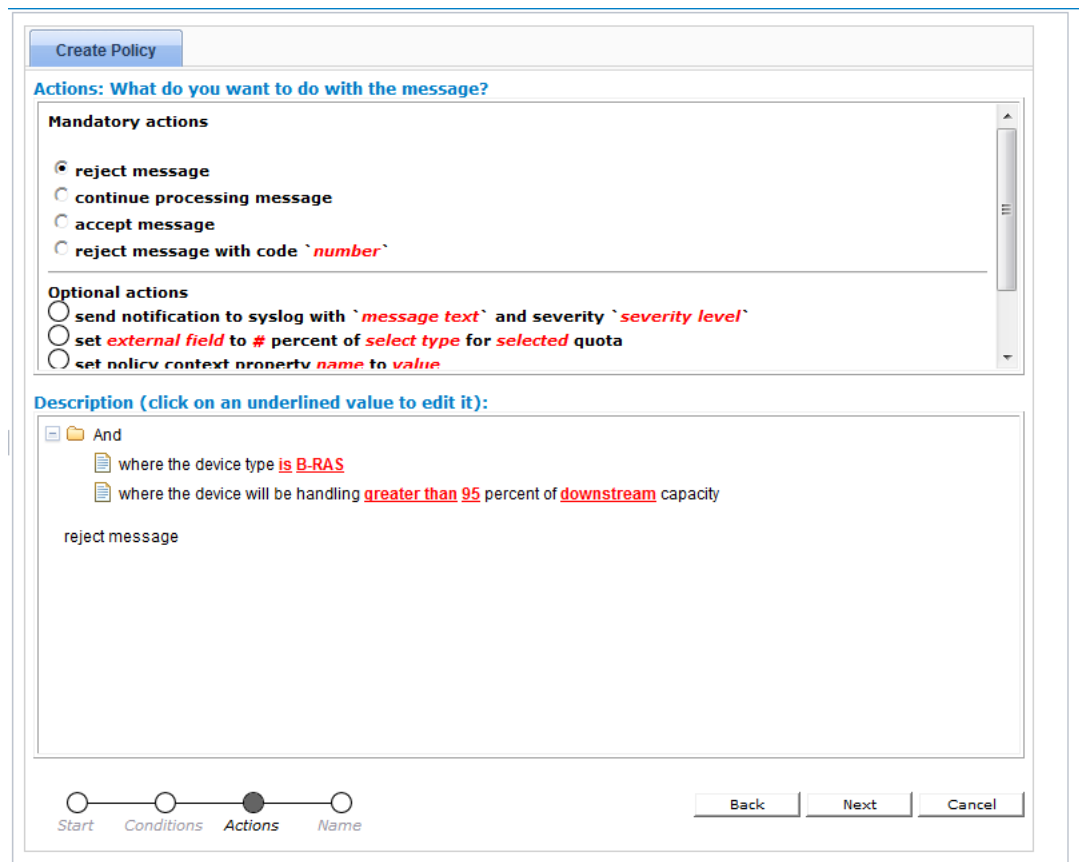 Create Policy
Actions: What do you want to do with the message?
Mandatory actions
reject message
continue processing message
accept message
reject message with code `number`
Optional actions
send notification to syslog with `message text` and severity `severity level`
set external field to # percent of select type for selected quota
set policy context property name to value
Description (click on an underlined value to edit it):
And
where the device type is B-RAS
where the device will be handling greater than 95 percent of downstream capacity
reject message
Back Next Cancel
Start Conditions Actions Name